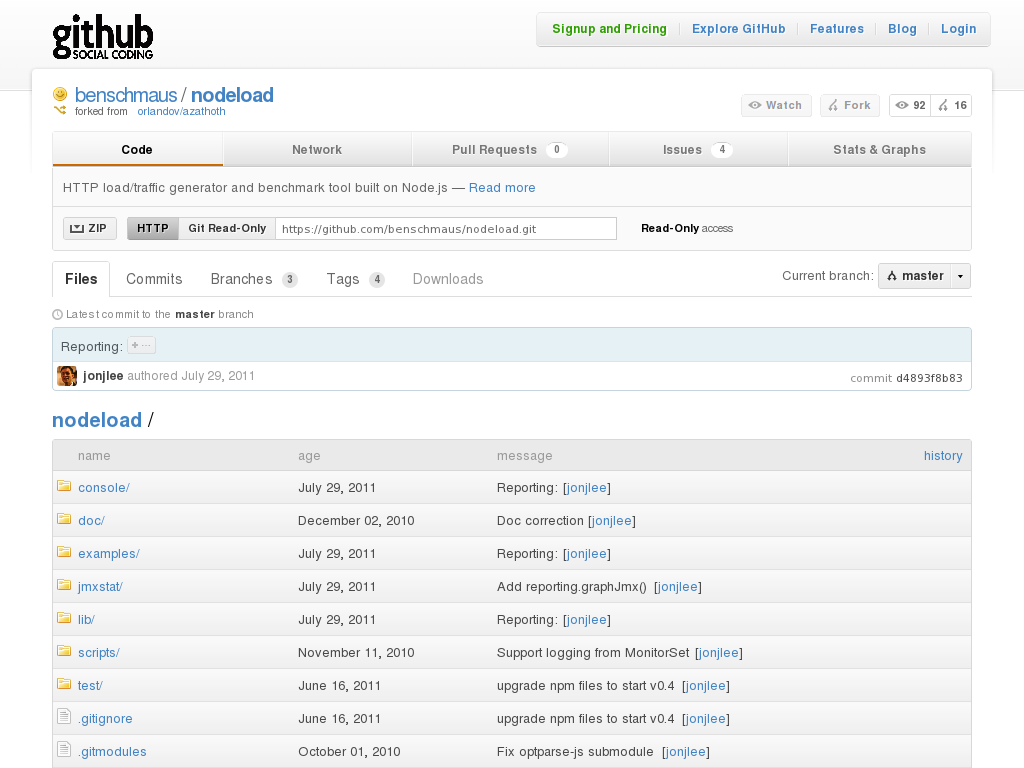 github
SOCIAL CODING
Signup and Pricing Explore GitHub Features Blog Login
benschmaus / nodeload
forked from orlandov/azathoth
Watch Fork 92 16
Code Network Pull Requests 0 Issues 4 Stats & Graphs
HTTP load/traffic generator and benchmark tool built on Node.js — Read more
ZIP HTTP Git Read-Only https://github.com/benschmaus/nodeload.git Read-Only access
Files Commits Branches 3 Tags 4 Downloads Current branch: master
Latest commit to the master branch
Reporting: + ...
jonjlee authored July 29, 2011 commit d4893f8b83
nodeload /
name age message history
console/ July 29, 2011 Reporting: [jonjlee]
doc/ December 02, 2010 Doc correction [jonjlee]
examples/ July 29, 2011 Reporting: [jonjlee]
jmxstat/ July 29, 2011 Add reporting.graphJmx() [jonjlee]
lib/ July 29, 2011 Reporting: [jonjlee]
scripts/ November 11, 2010 Support logging from MonitorSet [jonjlee]
test/ June 16, 2011 upgrade npm files to start v0.4 [jonjlee]
.gitignore June 16, 2011 upgrade npm files to start v0.4 [jonjlee]
.gitmodules October 01, 2010 Fix optparse-js submodule [jonjlee]